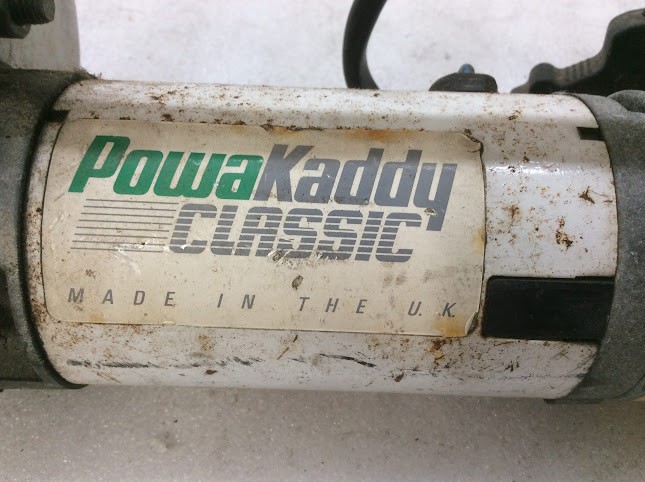 PowaKaddy
CLASSIC
MADE IN THE U.K.